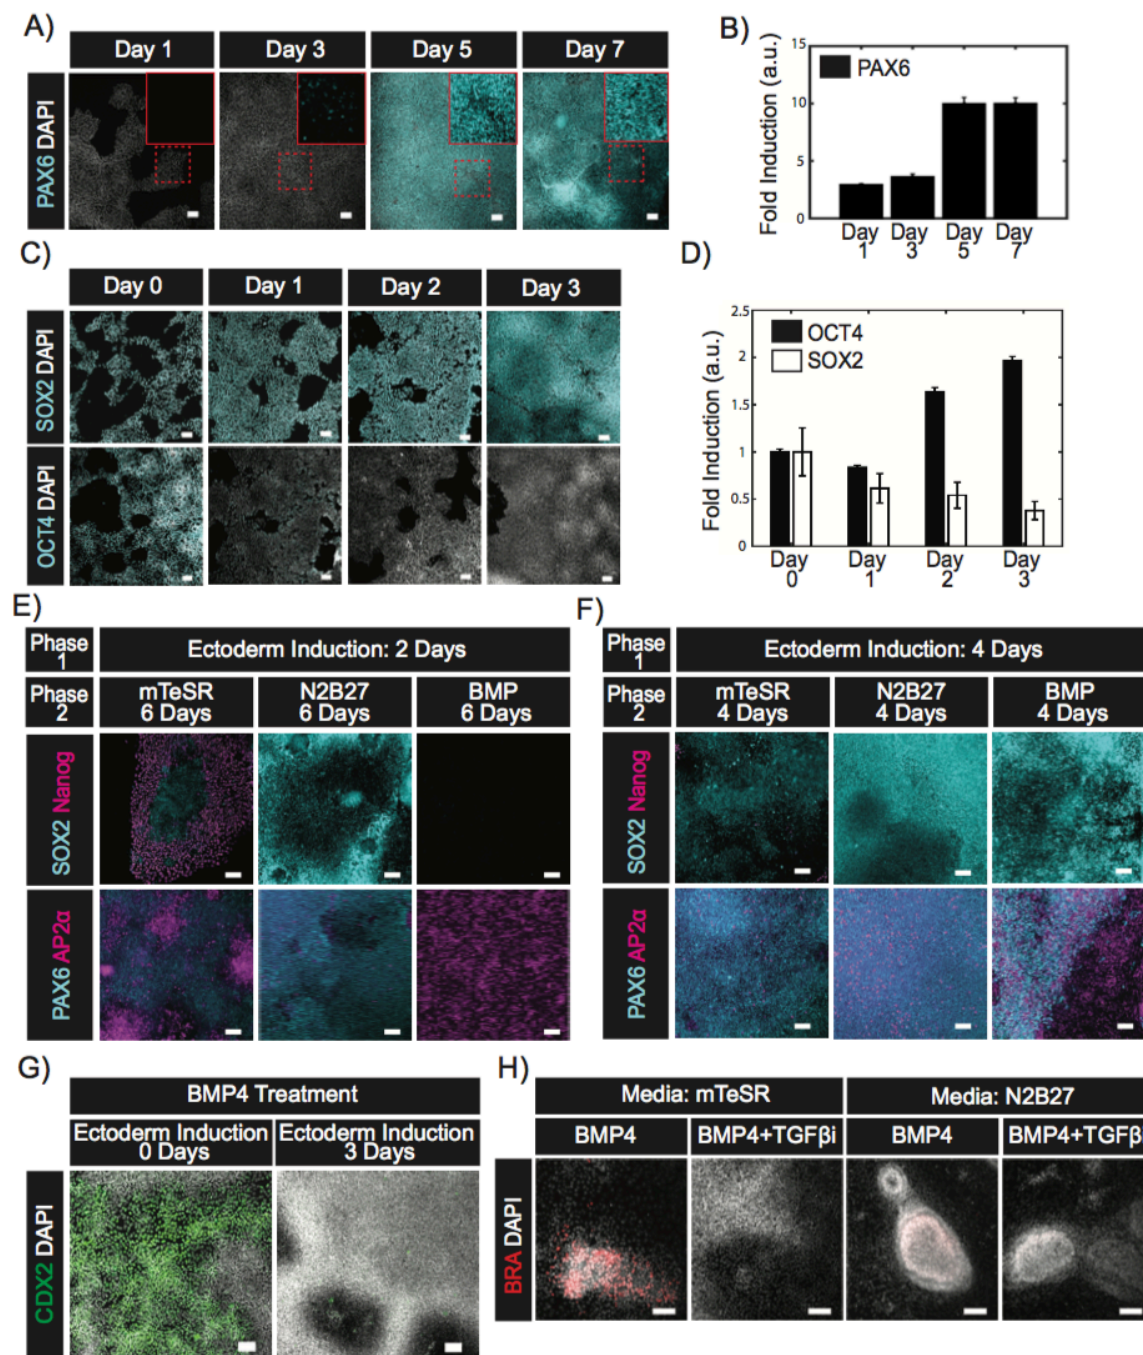 A)
Day 1
Day 3
Day 5
Day 7
PAX6 DAPI
B)
Fold Induction (a.u.)
15
10
5
0
PAX6
Day 1
Day 3
Day 5
Day 7
C)
Day 0
Day 1
Day 2
Day 3
SOX2 DAPI
OCT4 DAPI
D)
Fold Induction (a.u.)
2.5
2
1.5
1
0.5
0
OCT4
SOX2
Day 0
Day 1
Day 2
Day 3
E)
Phase 1
Ectoderm Induction: 2 Days
Phase 2
mTeSR
6 Days
N2B27
6 Days
BMP
6 Days
SOX2 Nanog
PAX6 AP2α
F)
Phase 1
Ectoderm Induction: 4 Days
Phase 2
mTeSR
4 Days
N2B27
4 Days
BMP
4 Days
SOX2 Nanog
PAX6 AP2α
G)
BMP4 Treatment
Ectoderm Induction
0 Days
Ectoderm Induction
3 Days
CDX2 DAPI
H)
Media: mTeSR
Media: N2B27
BMP4
BMP4+TGFβi
BMP4
BMP4+TGFβi
BRA DAPI